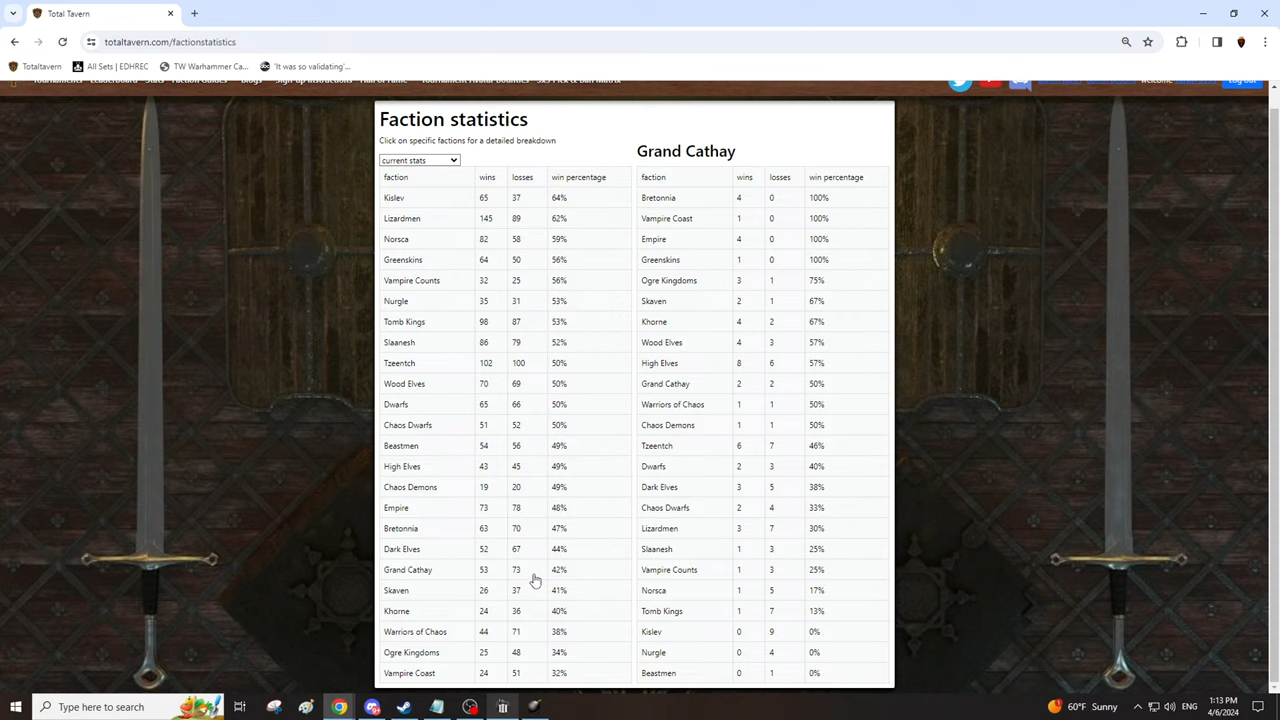 Total Tavern
totaltavern.com/factionstatistics
Totaltavern
All Sets | EDHREC
TW Warhammer Ca...
'It was so validating'...
Faction statistics
Click on specific factions for a detailed breakdown
current stats
faction wins losses win percentage
Kislev 65 37 64%
Lizardmen 145 89 62%
Norsca 82 58 59%
Greenskins 64 50 56%
Vampire Counts 32 25 56%
Nurgle 35 31 53%
Tomb Kings 98 87 53%
Slaanesh 86 79 52%
Tzeentch 102 100 50%
Wood Elves 70 69 50%
Dwarfs 65 66 50%
Chaos Dwarfs 51 52 50%
Beastmen 54 56 49%
High Elves 43 45 49%
Chaos Demons 19 20 49%
Empire 73 78 48%
Bretonnia 63 70 47%
Dark Elves 52 67 44%
Grand Cathay 53 73 42%
Skaven 26 37 41%
Khorne 24 36 40%
Warriors of Chaos 44 71 38%
Ogre Kingdoms 25 48 34%
Vampire Coast 24 51 32%
Grand Cathay
faction wins losses win percentage
Bretonnia 4 0 100%
Vampire Coast 1 0 100%
Empire 4 0 100%
Greenskins 1 0 100%
Ogre Kingdoms 3 1 75%
Skaven 2 1 67%
Khorne 4 2 67%
Wood Elves 4 3 57%
High Elves 8 6 57%
Grand Cathay 2 2 50%
Warriors of Chaos 1 1 50%
Chaos Demons 1 1 50%
Tzeentch 6 7 46%
Dwarfs 2 3 40%
Dark Elves 3 5 38%
Chaos Dwarfs 2 4 33%
Lizardmen 3 7 30%
Slaanesh 1 3 25%
Vampire Counts 1 3 25%
Norsca 1 5 17%
Tomb Kings 1 7 13%
Kislev 0 9 0%
Nurgle 0 4 0%
Beastmen 0 1 0%
Type here to search
60°F Sunny
ENG
1:13 PM
4/6/2024